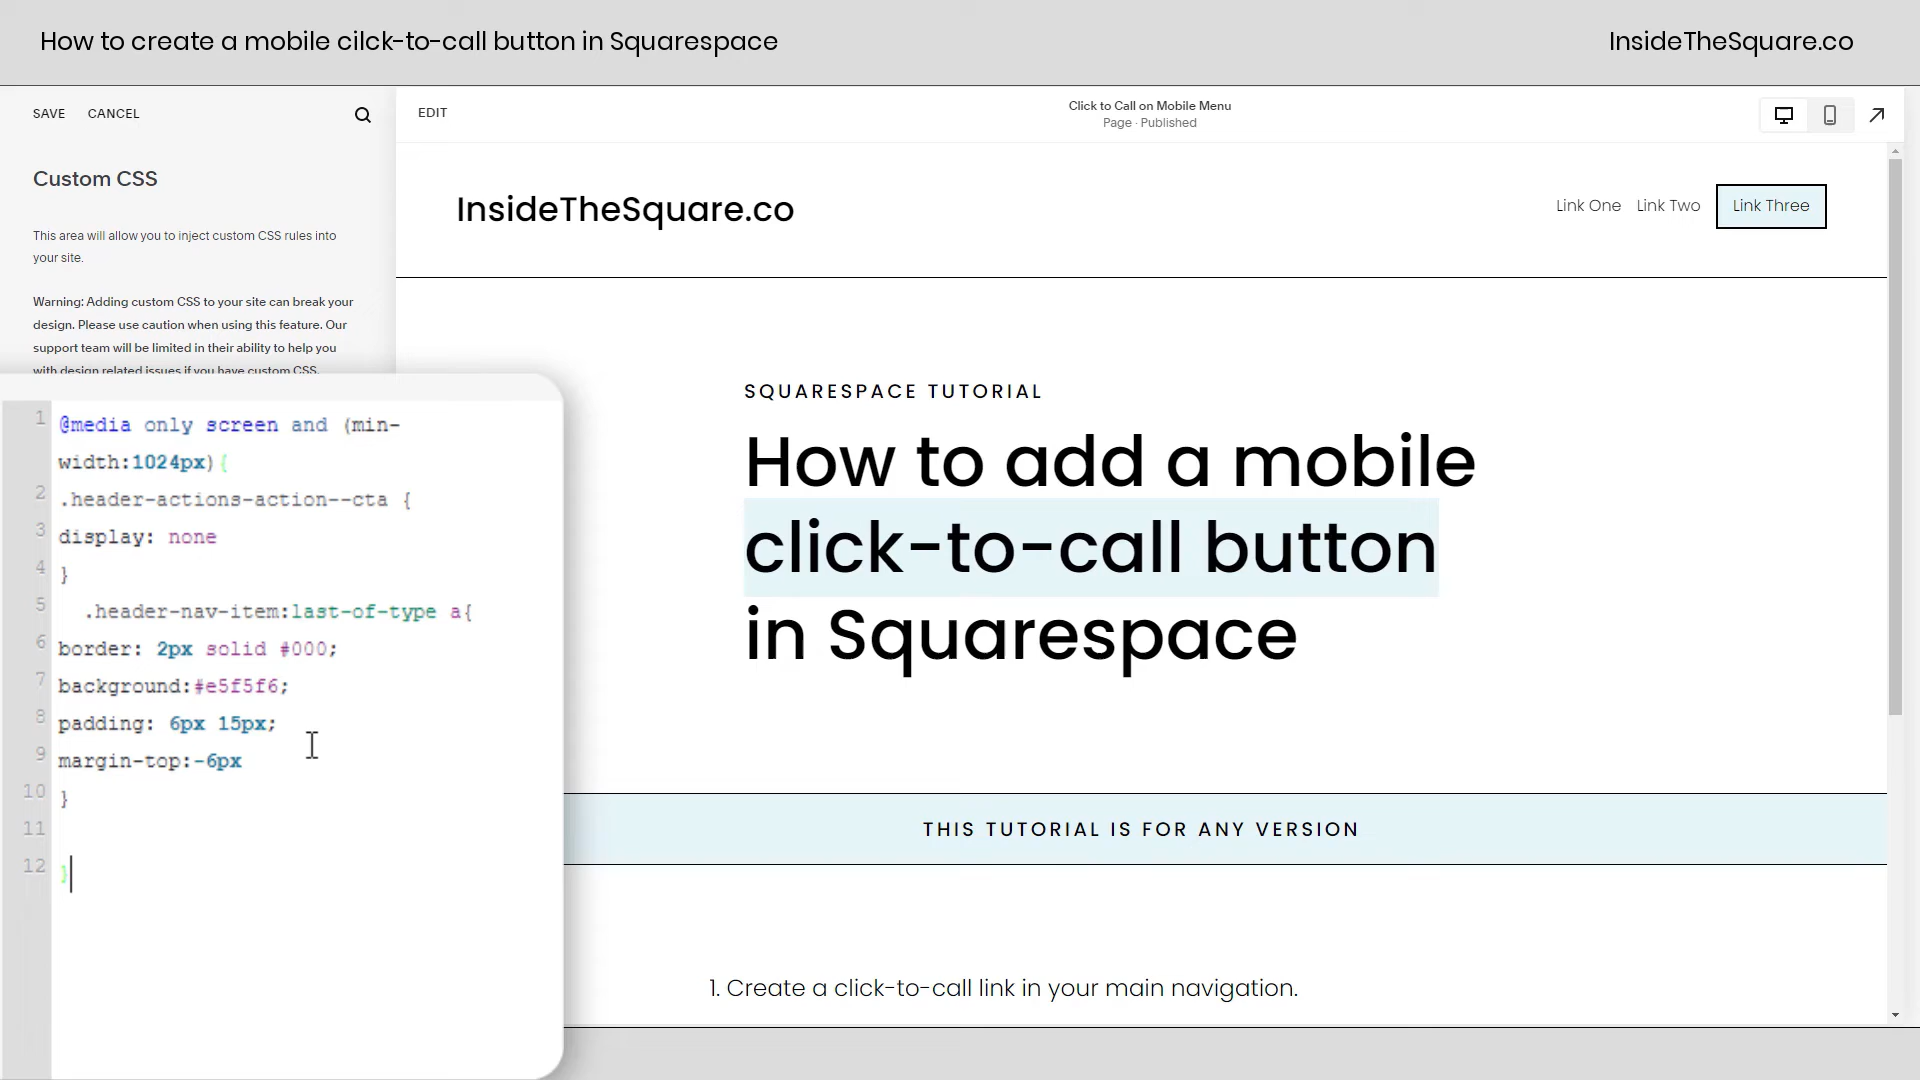 How to create a mobile cilck-to-call button in Squarespace
InsideTheSquare.co
SAVE
CANCEL
EDIT
Click to Call on Mobile Menu
Page · Published
Custom CSS
This area will allow you to inject custom CSS rules into
your site.
Warning: Adding custom CSS to your site can break your
design. Please use caution when using this feature. Our
support team will be limited in their ability to help you
with design related issues if you have custom CSS.
1 @media only screen and (min-
width:1024px){
2 .header-actions-action--cta {
3 display: none
4 }
5 .header-nav-item:last-of-type a{
6 border: 2px solid #000;
7 background:#e5f5f6;
8 padding: 6px 15px;
9 margin-top:-6px
10 }
11
12 }
InsideTheSquare.co
Link One
Link Two
Link Three
SQUARESPACE TUTORIAL
How to add a mobile
click-to-call button
in Squarespace
THIS TUTORIAL IS FOR ANY VERSION
1. Create a click-to-call link in your main navigation.